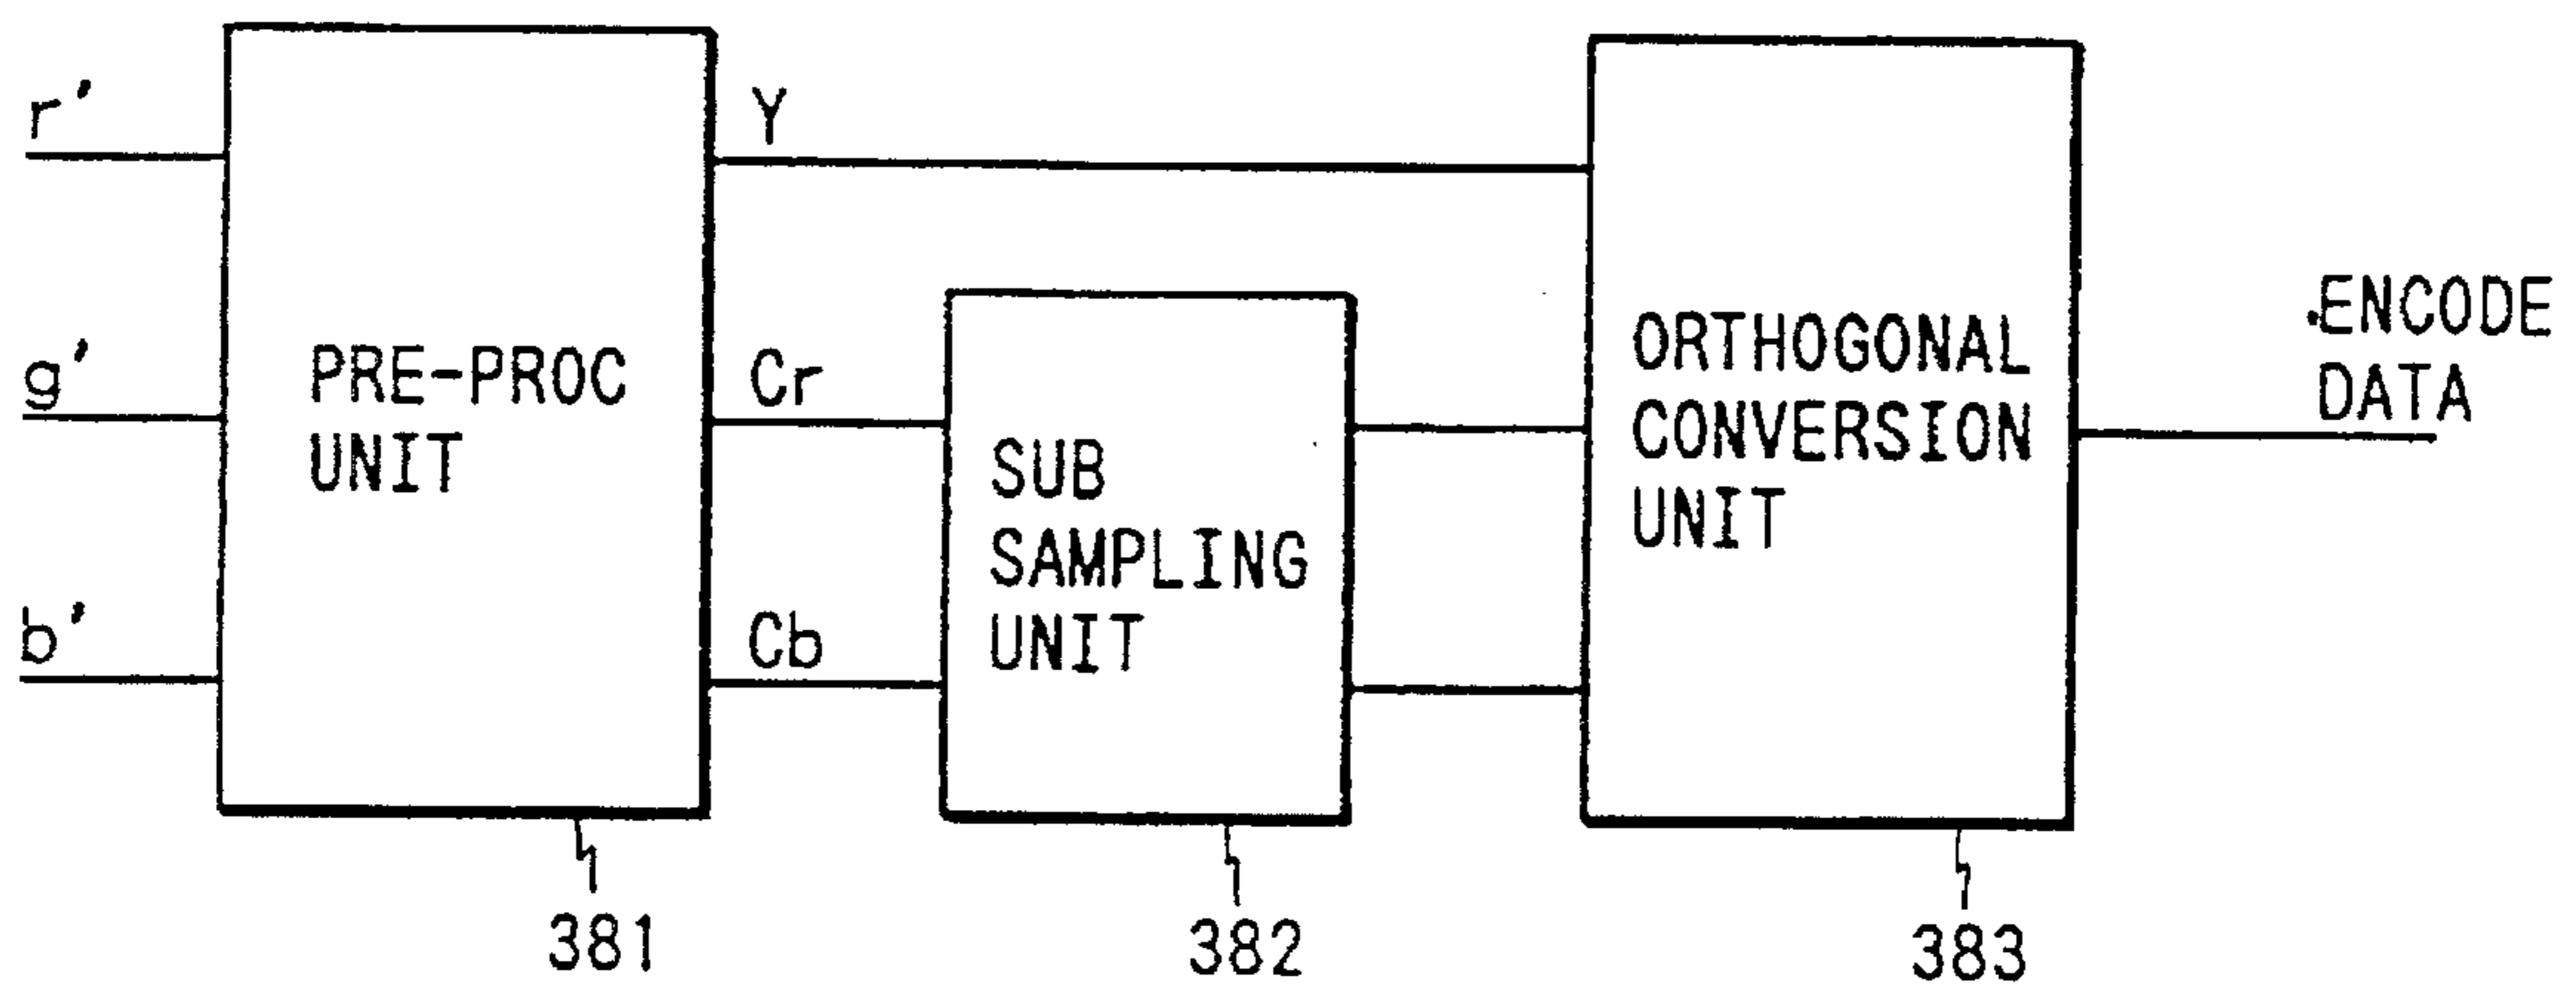 r'
g'
b'
PRE-PROC
UNIT
Y
Cr
Cb
SUB
SAMPLING
UNIT
ORTHOGONAL
CONVERSION
UNIT
ENCODE
DATA
381
382
383